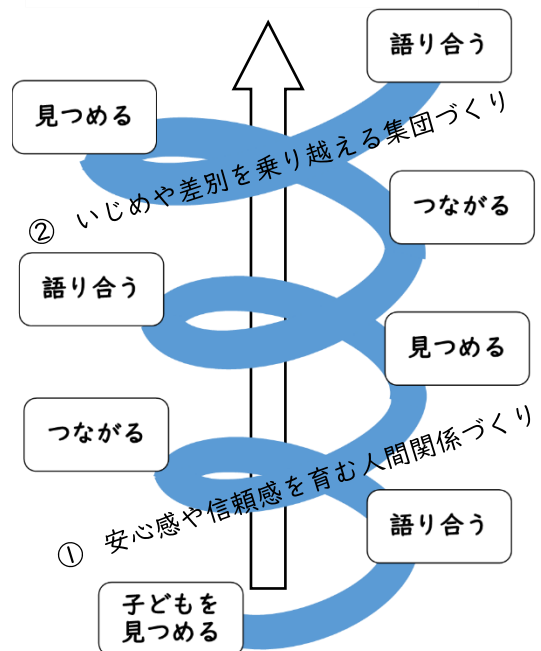 語り合う
見つめる
② いじめや差別を乗り越える集団づくり
つながる
語り合う
見つめる
つながる
① 安心感や信頼感を育む人間関係づくり
語り合う
子どもを
見つめる